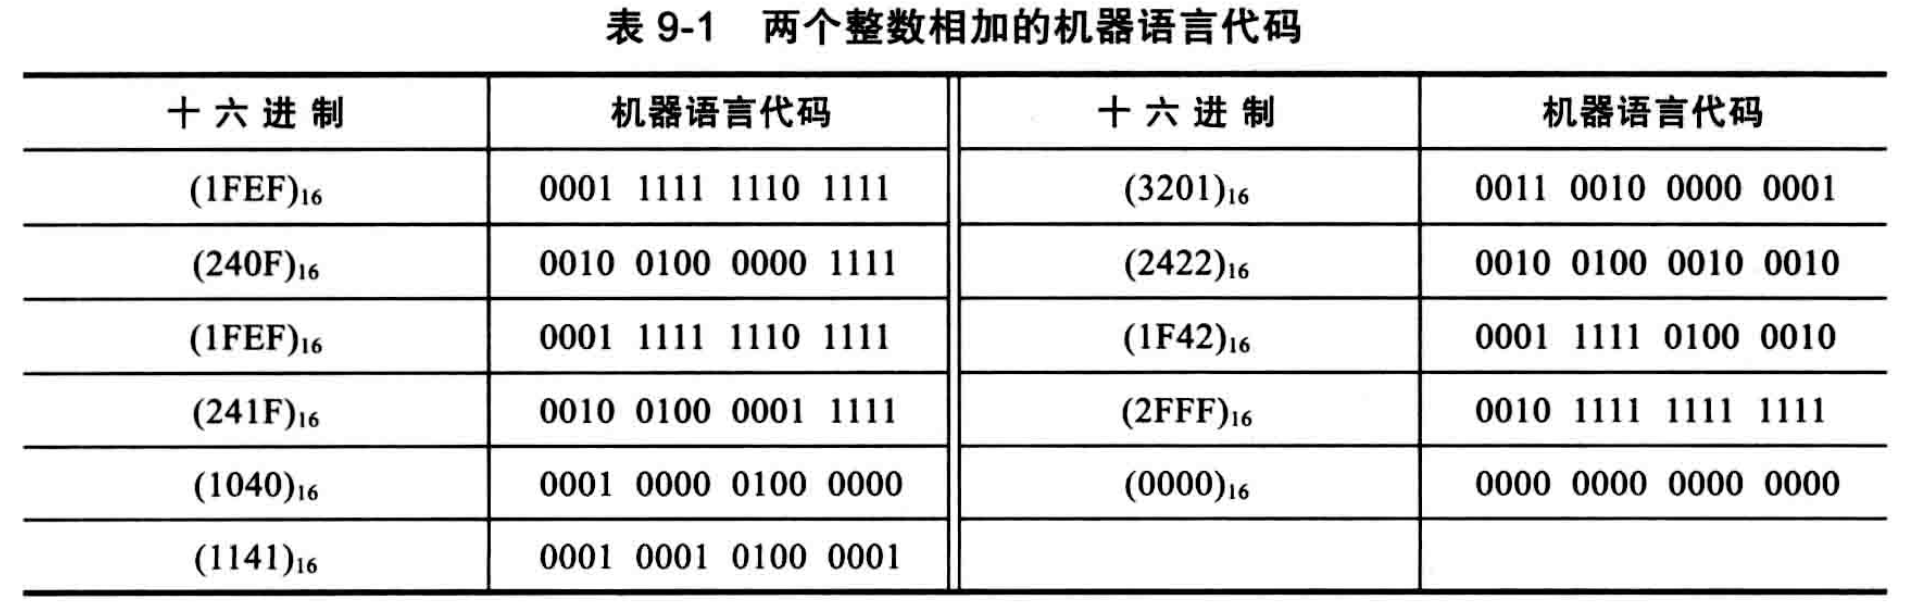 表 9-1 两个整数相加的机器语言代码
十六进制 机器语言代码 十六进制 机器语言代码
(1FEF)16 0001 1111 1110 1111 (3201)16 0011 0010 0000 0001
(240F)16 0010 0100 0000 1111 (2422)16 0010 0100 0010 0010
(1FEF)16 0001 1111 1110 1111 (1F42)16 0001 1111 0100 0010
(241F)16 0010 0100 0001 1111 (2FFF)16 0010 1111 1111 1111
(1040)16 0001 0000 0100 0000 (0000)16 0000 0000 0000 0000
(1141)16 0001 0001 0100 0001